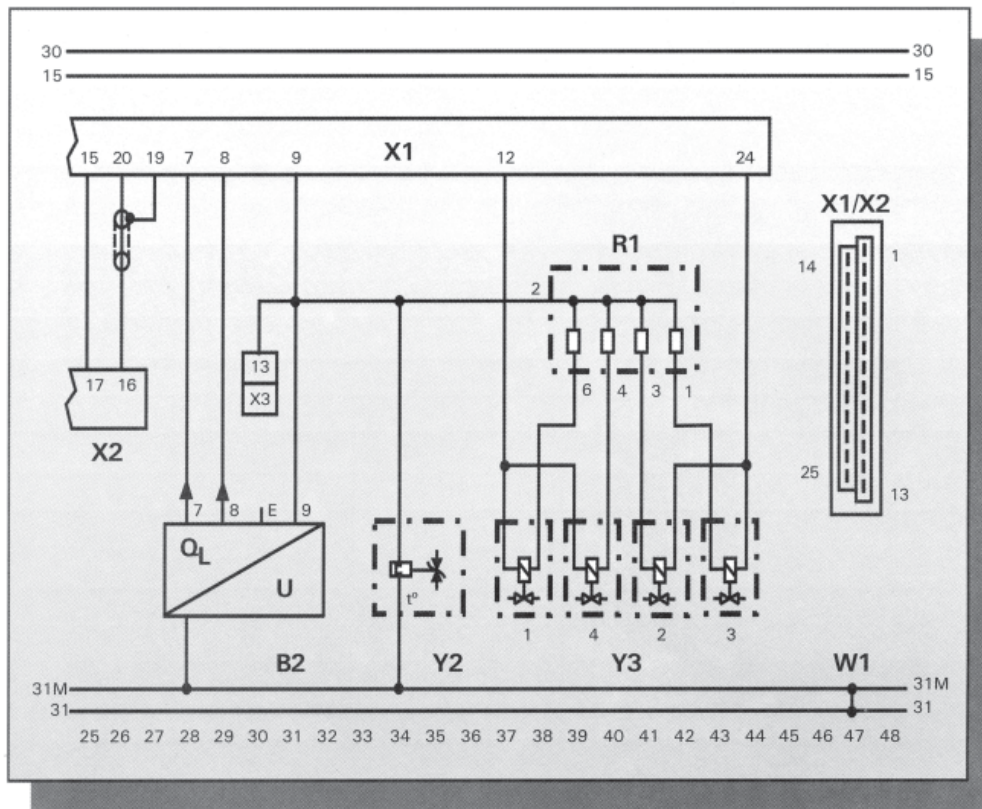 30 30
15 15
15 20 19 7 8 9 X1 12 24
X1/X2
R1
14 1
2
13
X3
6 4 3 1
17 16
X2
25 13
7 8 E 9
QL
U
t°
1 4 2 3
B2 Y2 Y3 W1
31M 31M
31 31
25 26 27 28 29 30 31 32 33 34 35 36 37 38 39 40 41 42 43 44 45 46 47 48